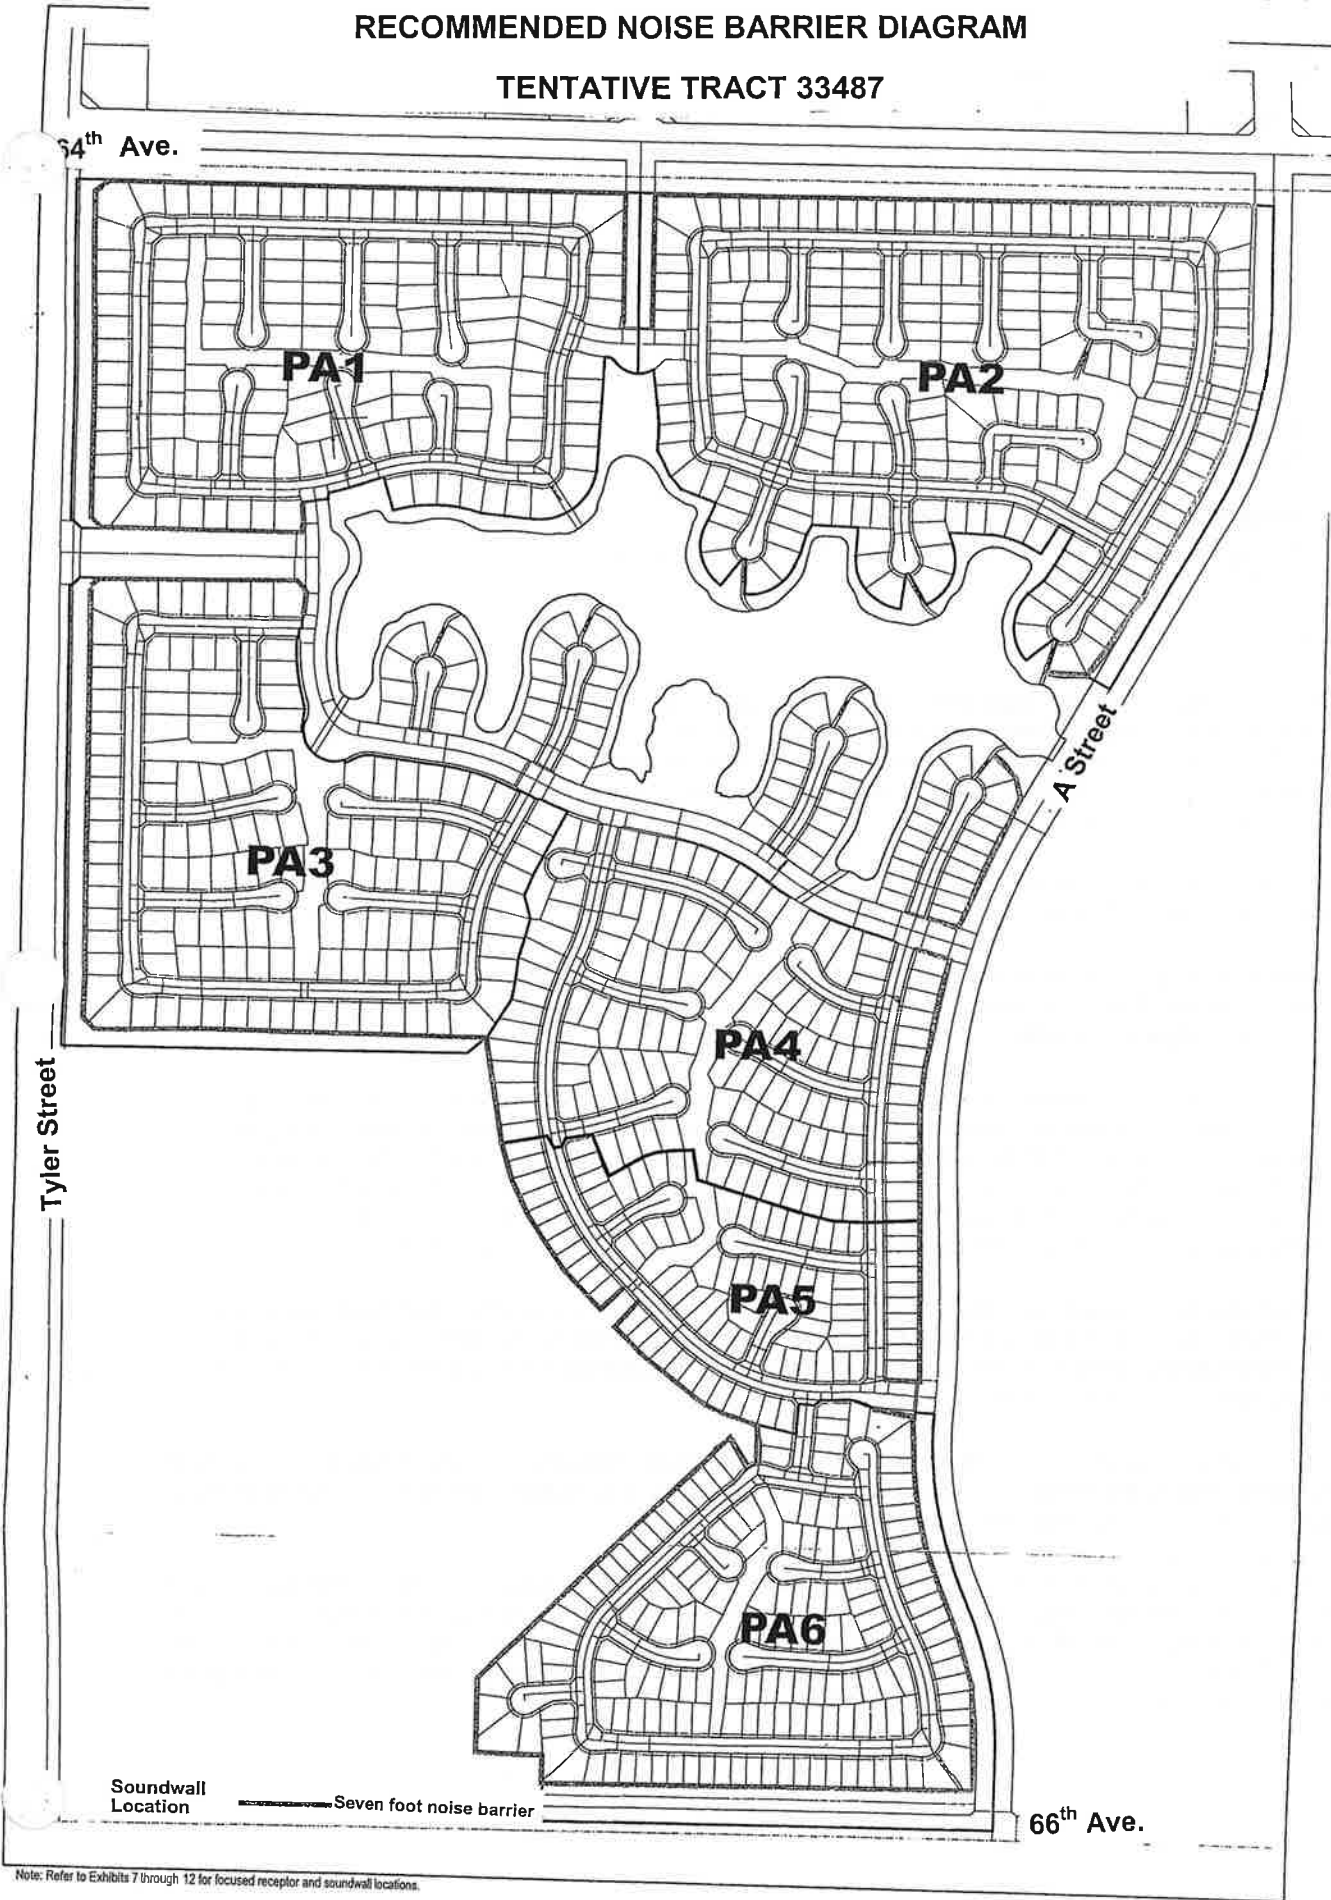 RECOMMENDED NOISE BARRIER DIAGRAM
TENTATIVE TRACT 33487
64th Ave.
PA1
PA2
A Street
PA3
PA4
Tyler Street
PA5
PA6
Soundwall
Location
Seven foot noise barrier
66th Ave.
Note: Refer to Exhibits 7 through 12 for focused receptor and soundwall locations.